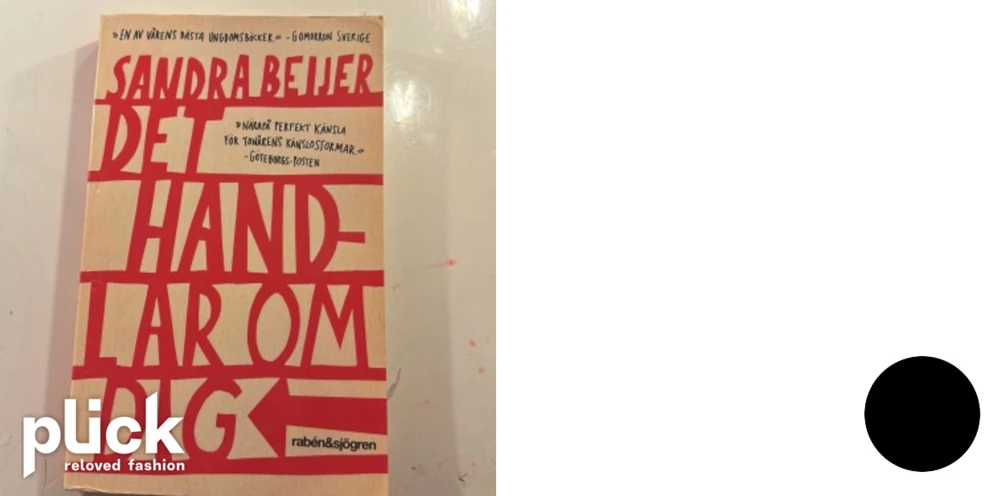 »EN AV VÅRENS BÄSTA UNGDOMSBÖCKER.« - GOMORRON SVERIGE
SANDRA BEIJER
DET
»NÄRAPÅ PERFEKT KÄNSLA
FÖR TONÅRENS KÄNSLOSTORMAR.«
- GÖTEBORGS-POSTEN
HAND-
LAR OM
DIG
rabén&sjögren
plick
reloved fashion